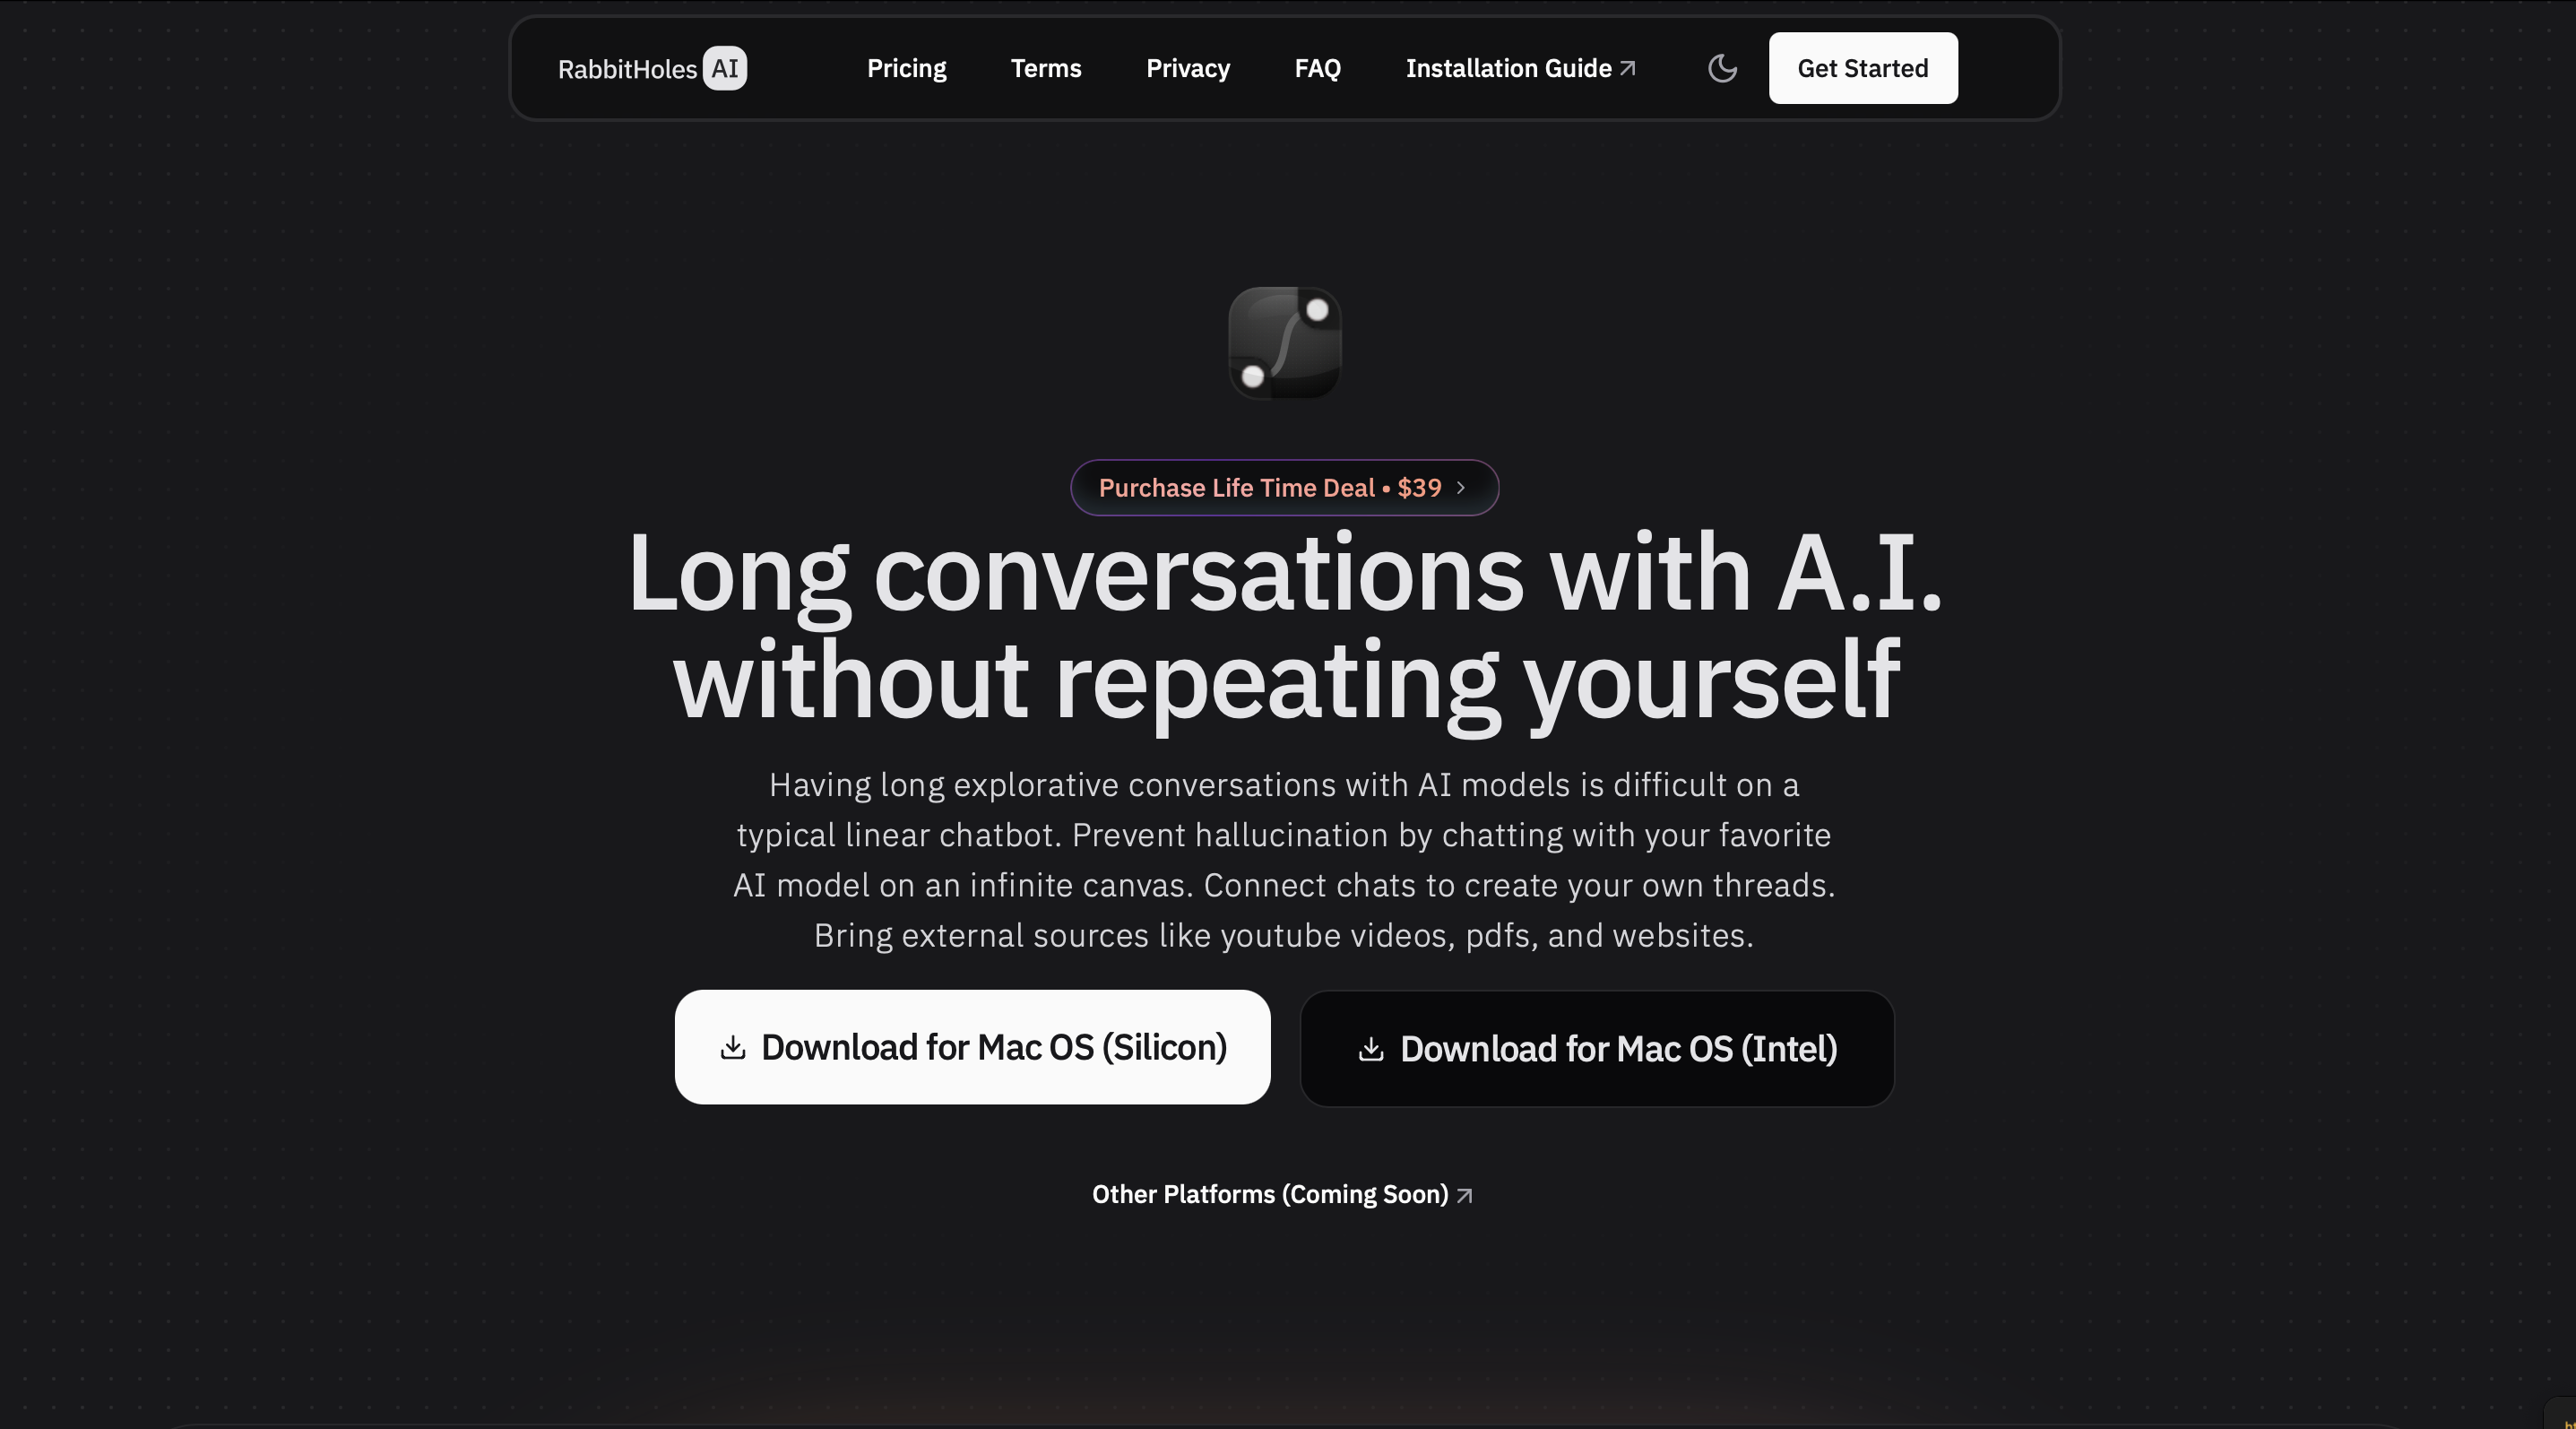 RabbitHoles AI
Pricing
Terms
Privacy
FAQ
Installation Guide
Get Started
Purchase Life Time Deal • $39
Long conversations with A.I.
without repeating yourself
Having long explorative conversations with AI models is difficult on a
typical linear chatbot. Prevent hallucination by chatting with your favorite
AI model on an infinite canvas. Connect chats to create your own threads.
Bring external sources like youtube videos, pdfs, and websites.
Download for Mac OS (Silicon)
Download for Mac OS (Intel)
Other Platforms (Coming Soon)